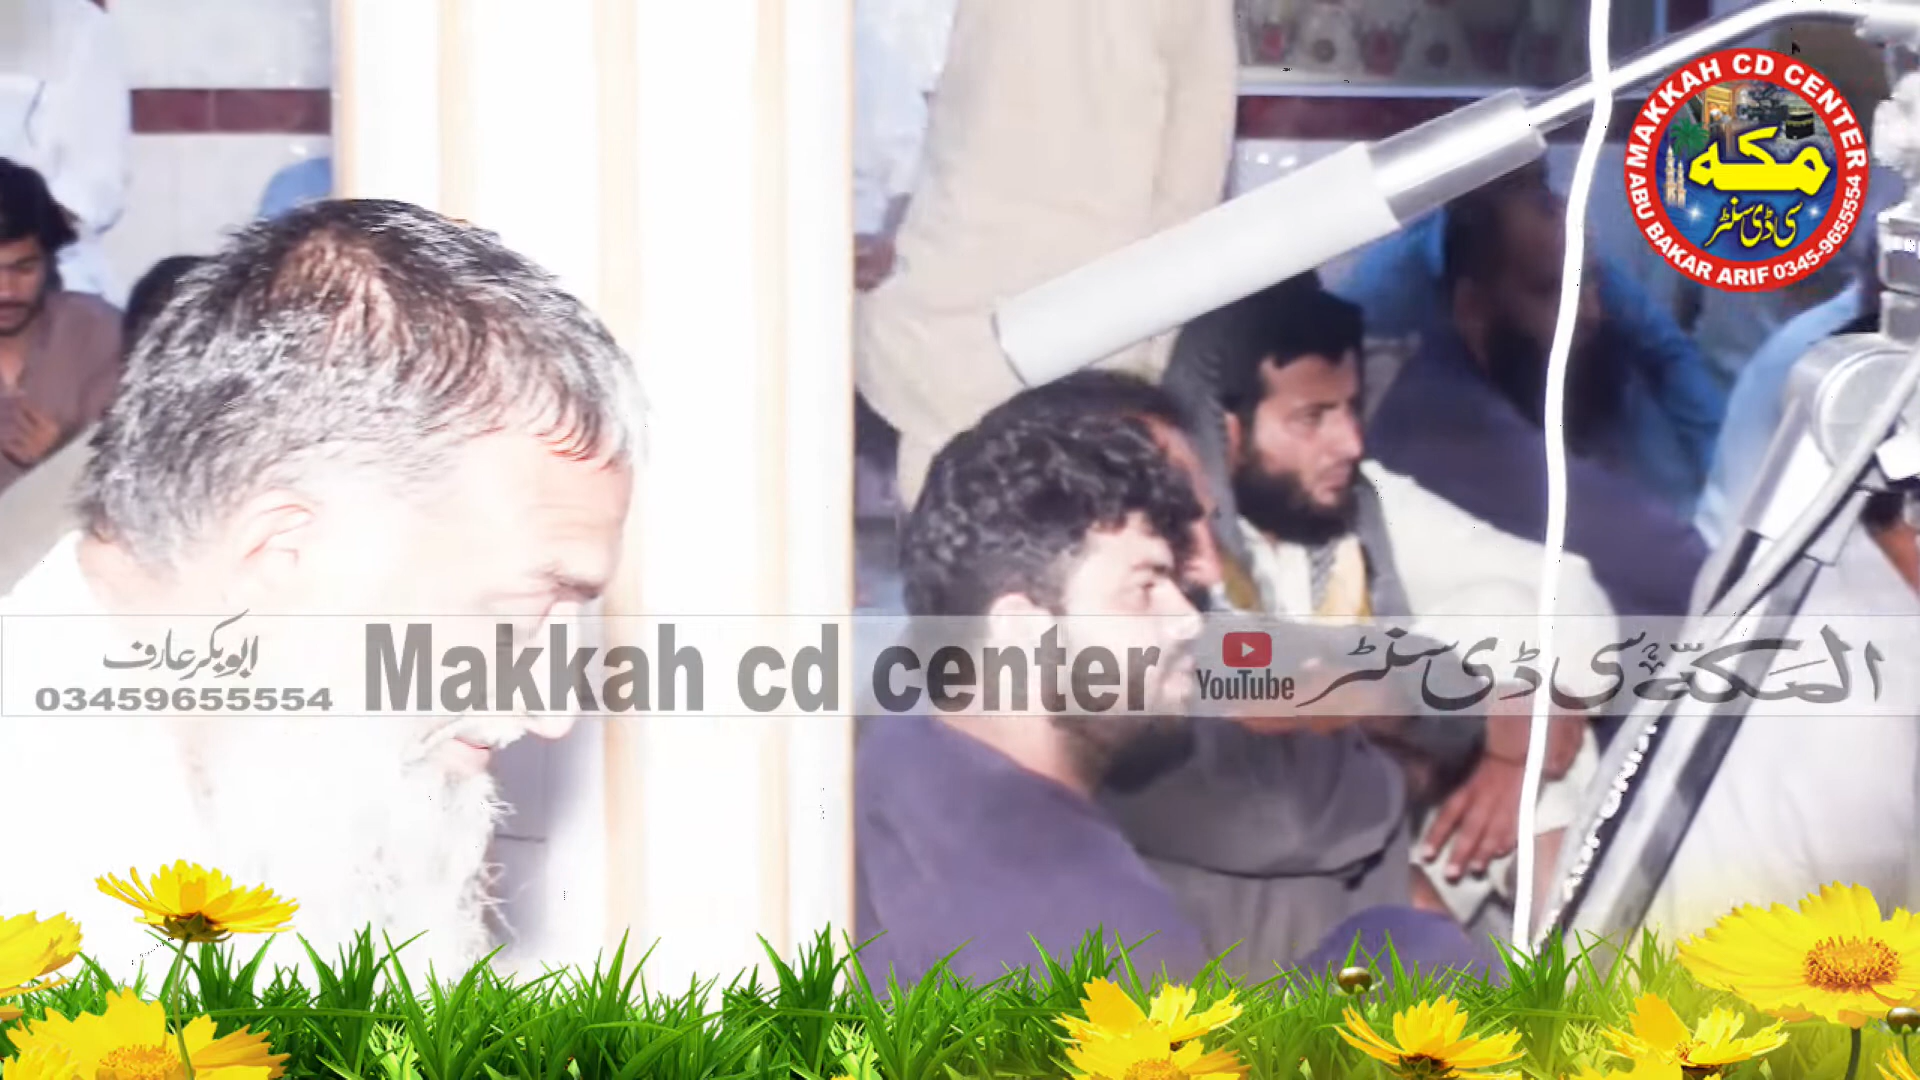 MAKKAH CD CENTER
مکہ
سی ڈی سنٹر
ABU BAKAR ARIF 0345-9655554
ابوبکر عارف
03459655554
Makkah cd center
YouTube
المکہ سی ڈی سنٹر